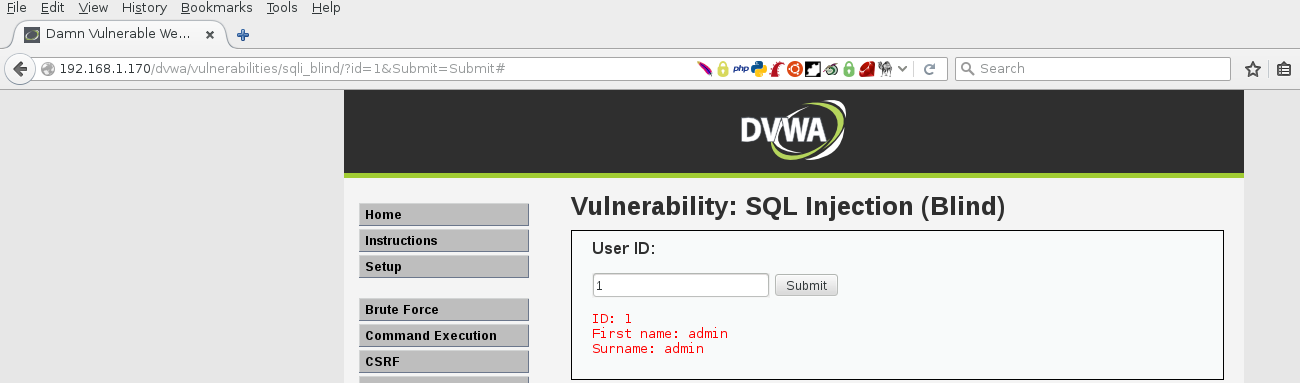 File Edit View History Bookmarks Tools Help
Damn Vulnerable We...
192.168.1.170/dvwa/vulnerabilities/sqli_blind/?id=1&Submit=Submit#
php
Search
DVWA
Vulnerability: SQL Injection (Blind)
Home
Instructions
Setup
Brute Force
Command Execution
CSRF
User ID:
1 Submit
ID: 1
First name: admin
Surname: admin